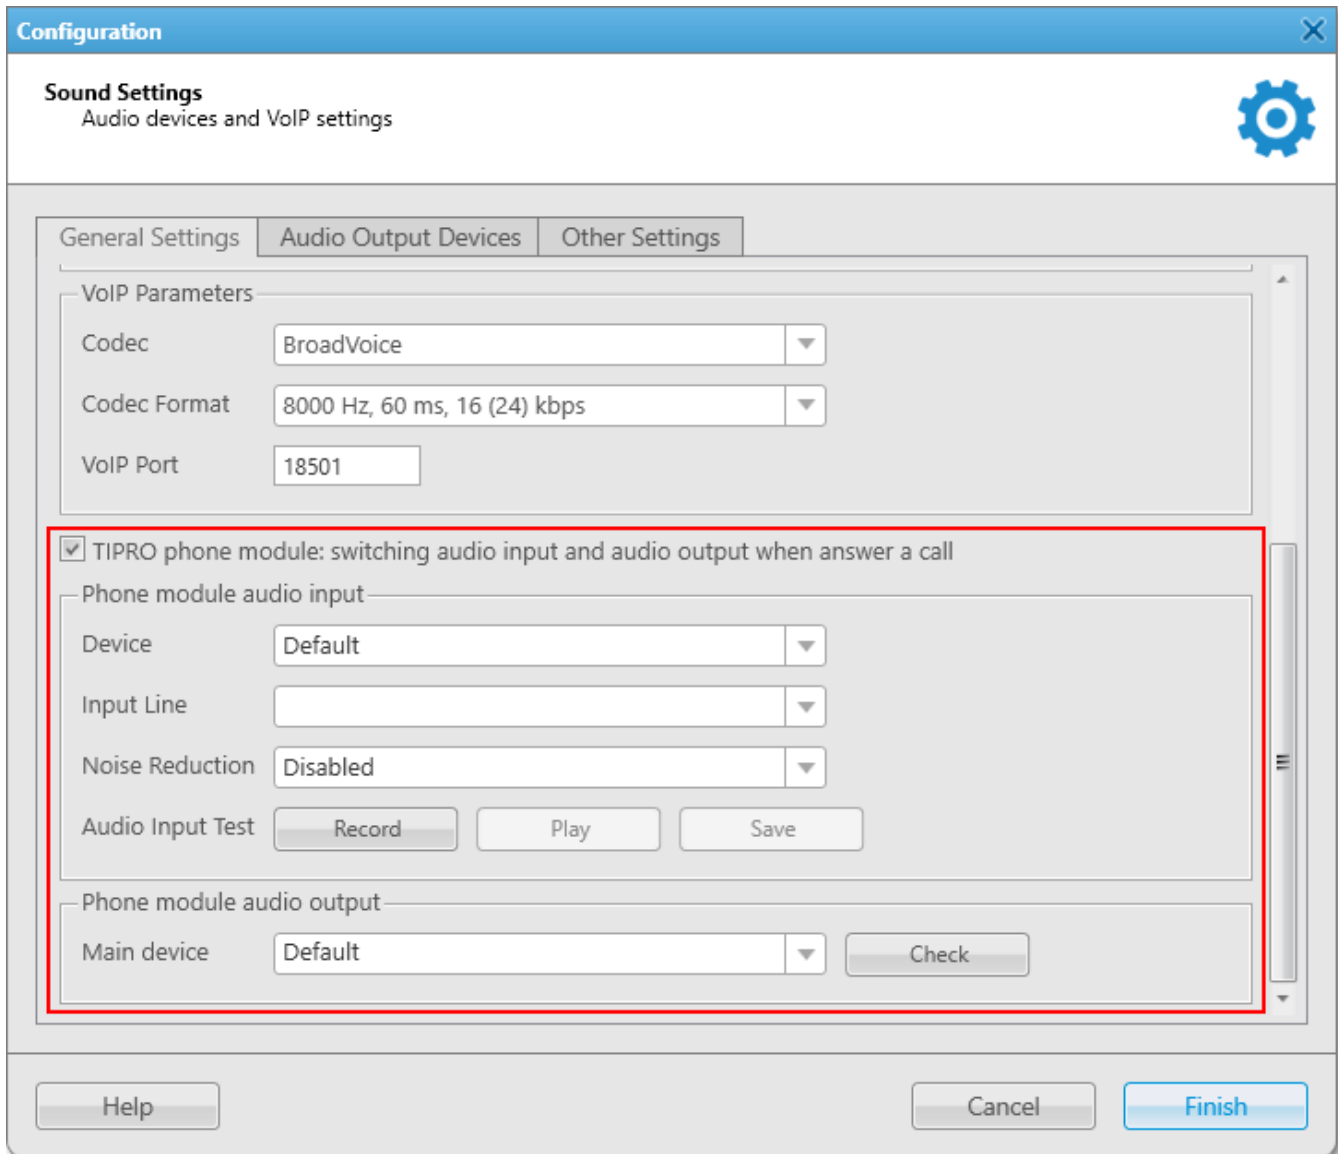 Configuration
Sound Settings
Audio devices and VoIP settings
General Settings
Audio Output Devices
Other Settings
VoIP Parameters
Codec
BroadVoice
Codec Format
8000 Hz, 60 ms, 16 (24) kbps
VoIP Port
18501
TIPRO phone module: switching audio input and audio output when answer a call
Phone module audio input
Device
Default
Input Line
Noise Reduction
Disabled
Audio Input Test
Record
Play
Save
Phone module audio output
Main device
Default
Check
Help
Cancel
Finish